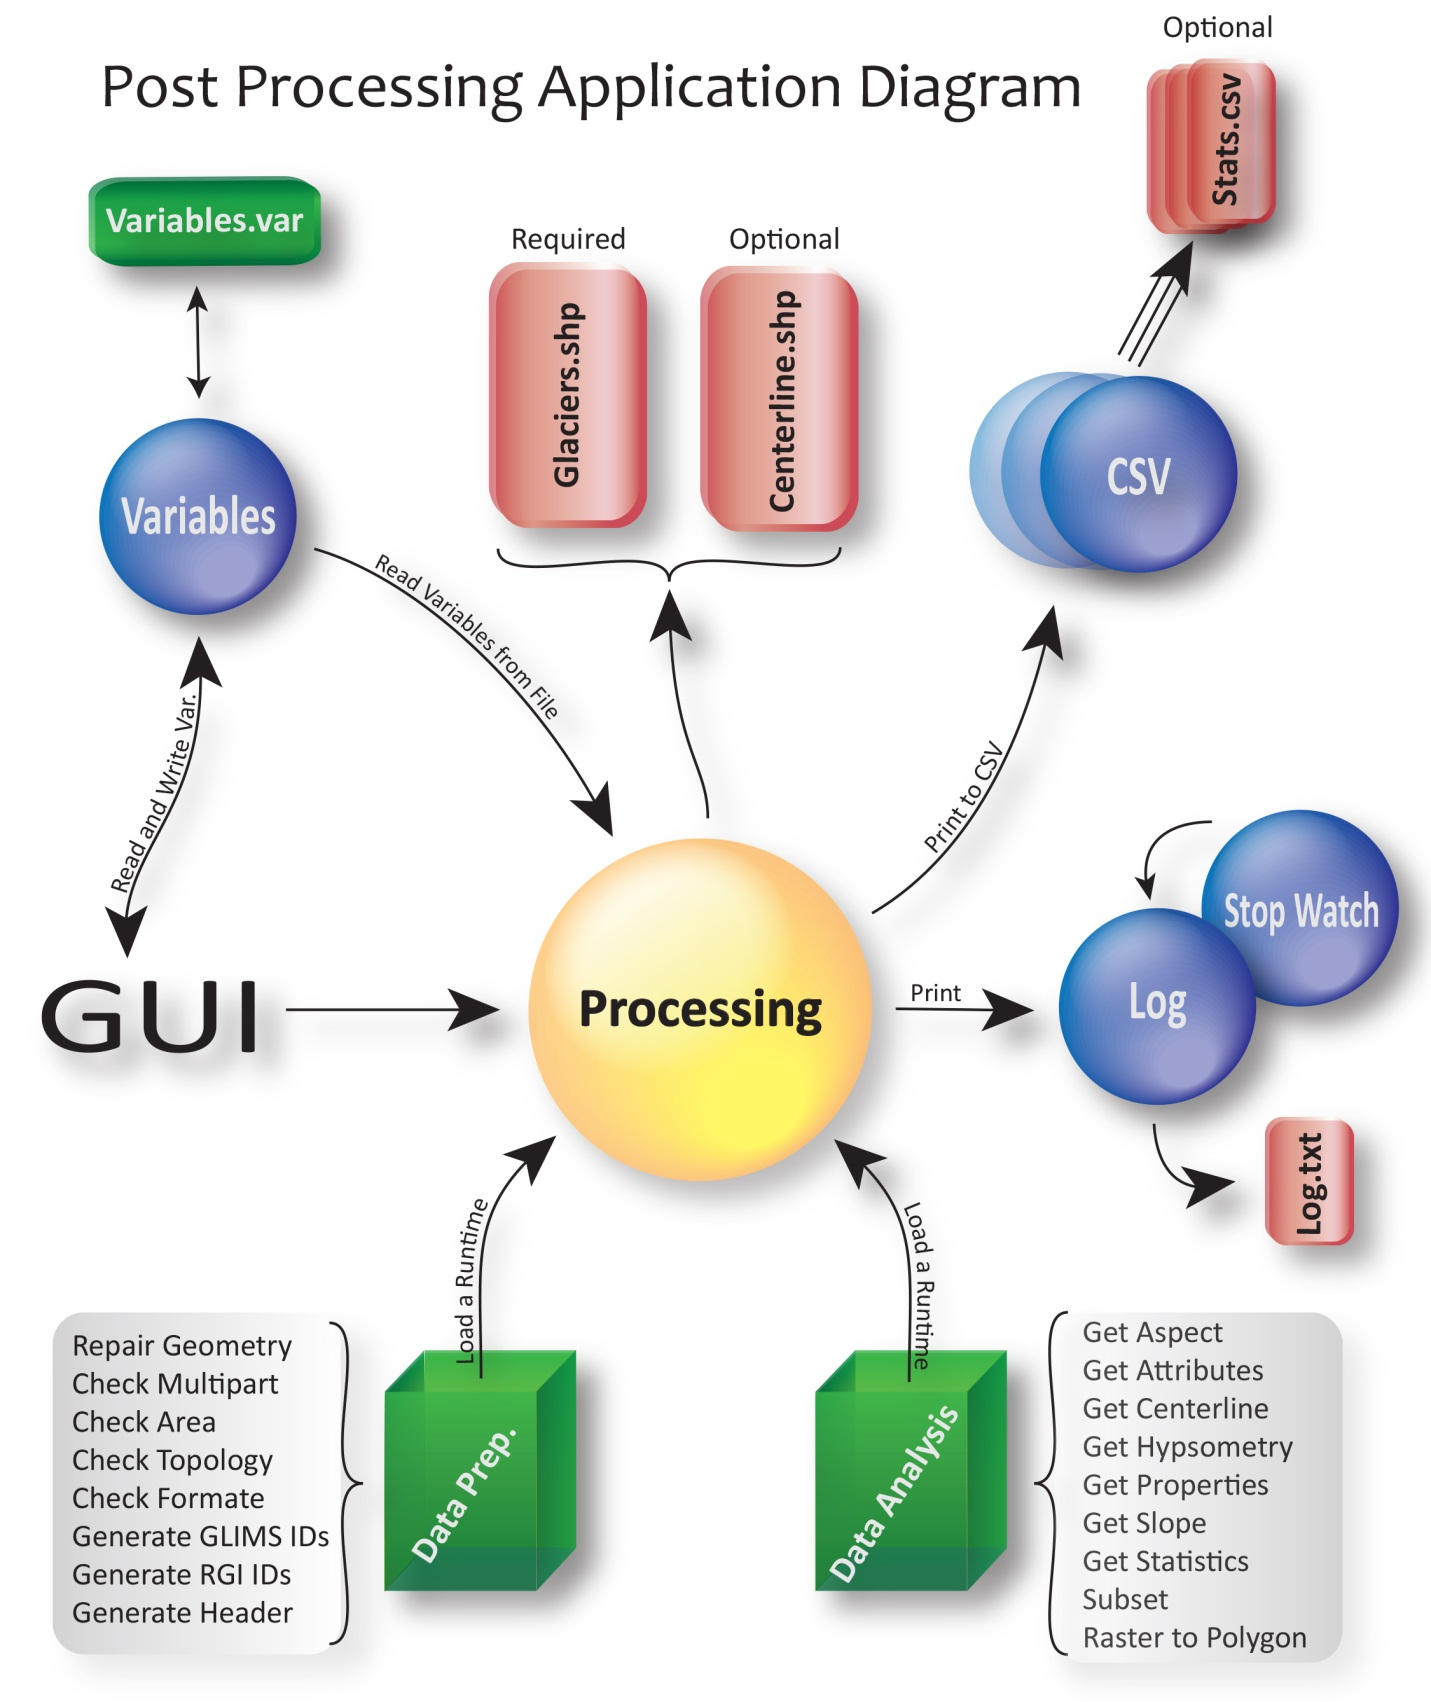 Optional
Post Processing Application Diagram
Stats.csv
Variables.var
Required
Optional
Glaciers.shp
Centerline.shp
CSV
Variables
Read Variables from File
Read and Write Var.
Print to CSV
Stop Watch
GUI
Processing
Print
Log
Log.txt
Load a Runtime
Load a Runtime
Repair Geometry
Check Multipart
Check Area
Check Topology
Check Formate
Generate GLIMS IDs
Generate RGI IDs
Generate Header
Data Prep.
Data Analysis
Get Aspect
Get Attributes
Get Centerline
Get Hypsometry
Get Properties
Get Slope
Get Statistics
Subset
Raster to Polygon